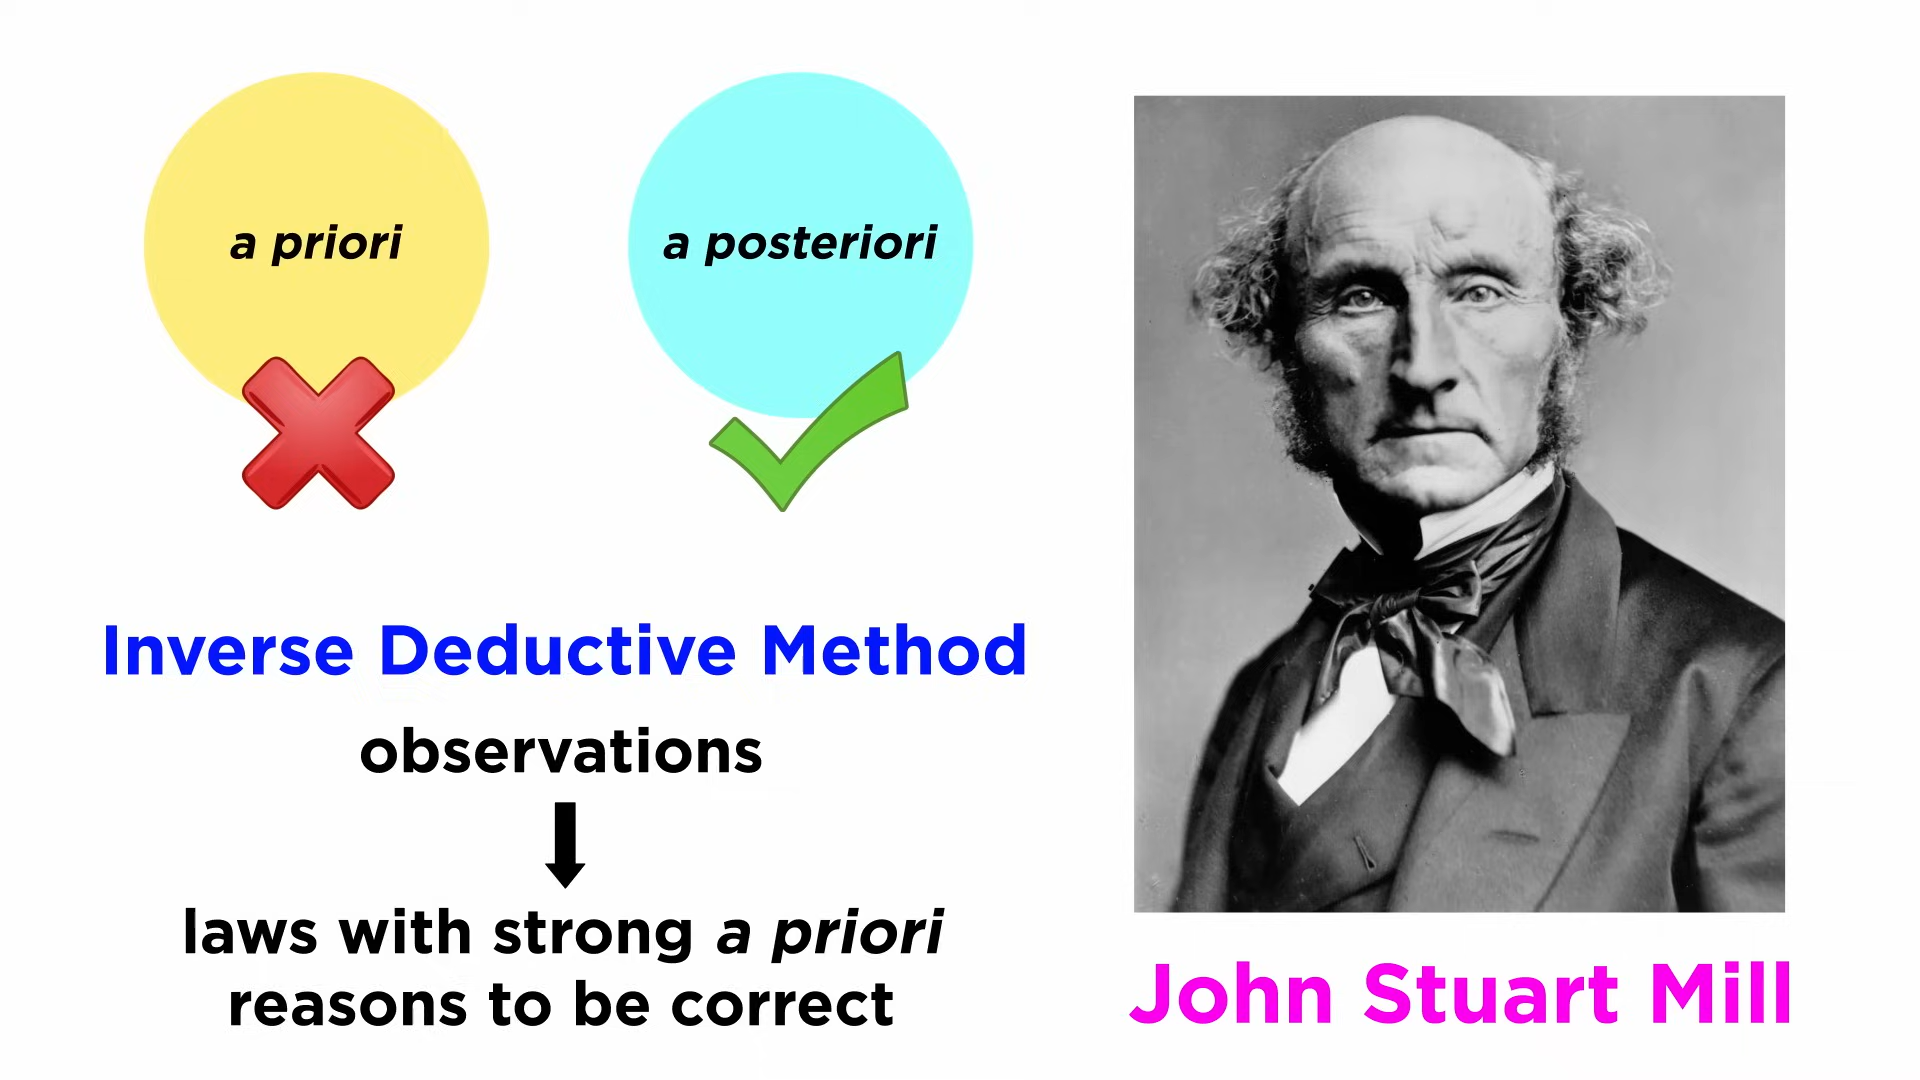 a priori
a posteriori
Inverse Deductive Method
observations
laws with strong a priori
reasons to be correct
John Stuart Mill